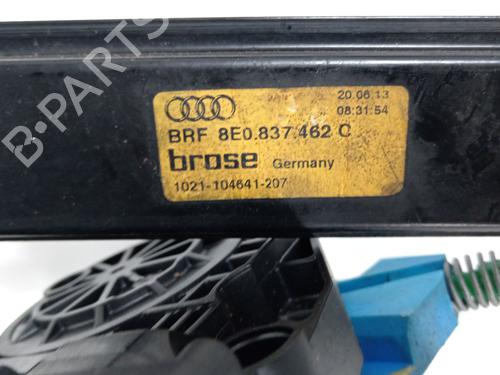 B-PARTS
20.06.13
08:31:54
BRF 8E0.837.462 C
brose Germany
1021-104641-207